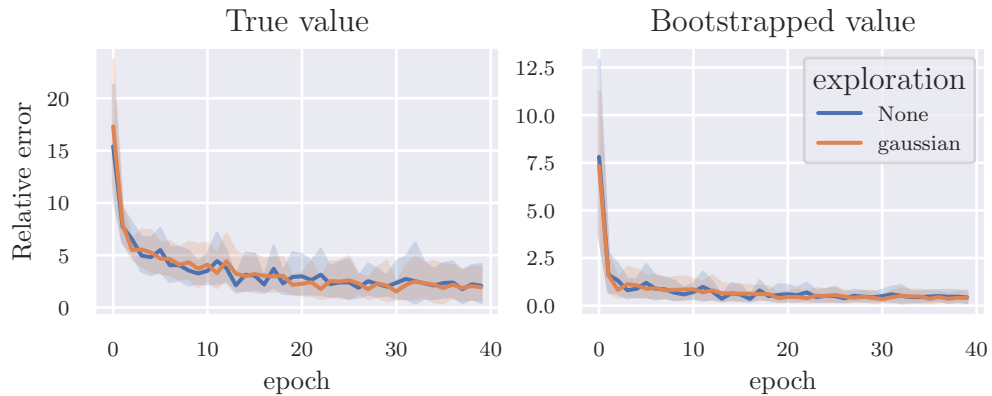 True value
Bootstrapped value
Relative error
20
15
10
5
0
0 10 20 30 40
epoch
12.5
10.0
7.5
5.0
2.5
0.0
0 10 20 30 40
epoch
exploration
None
gaussian